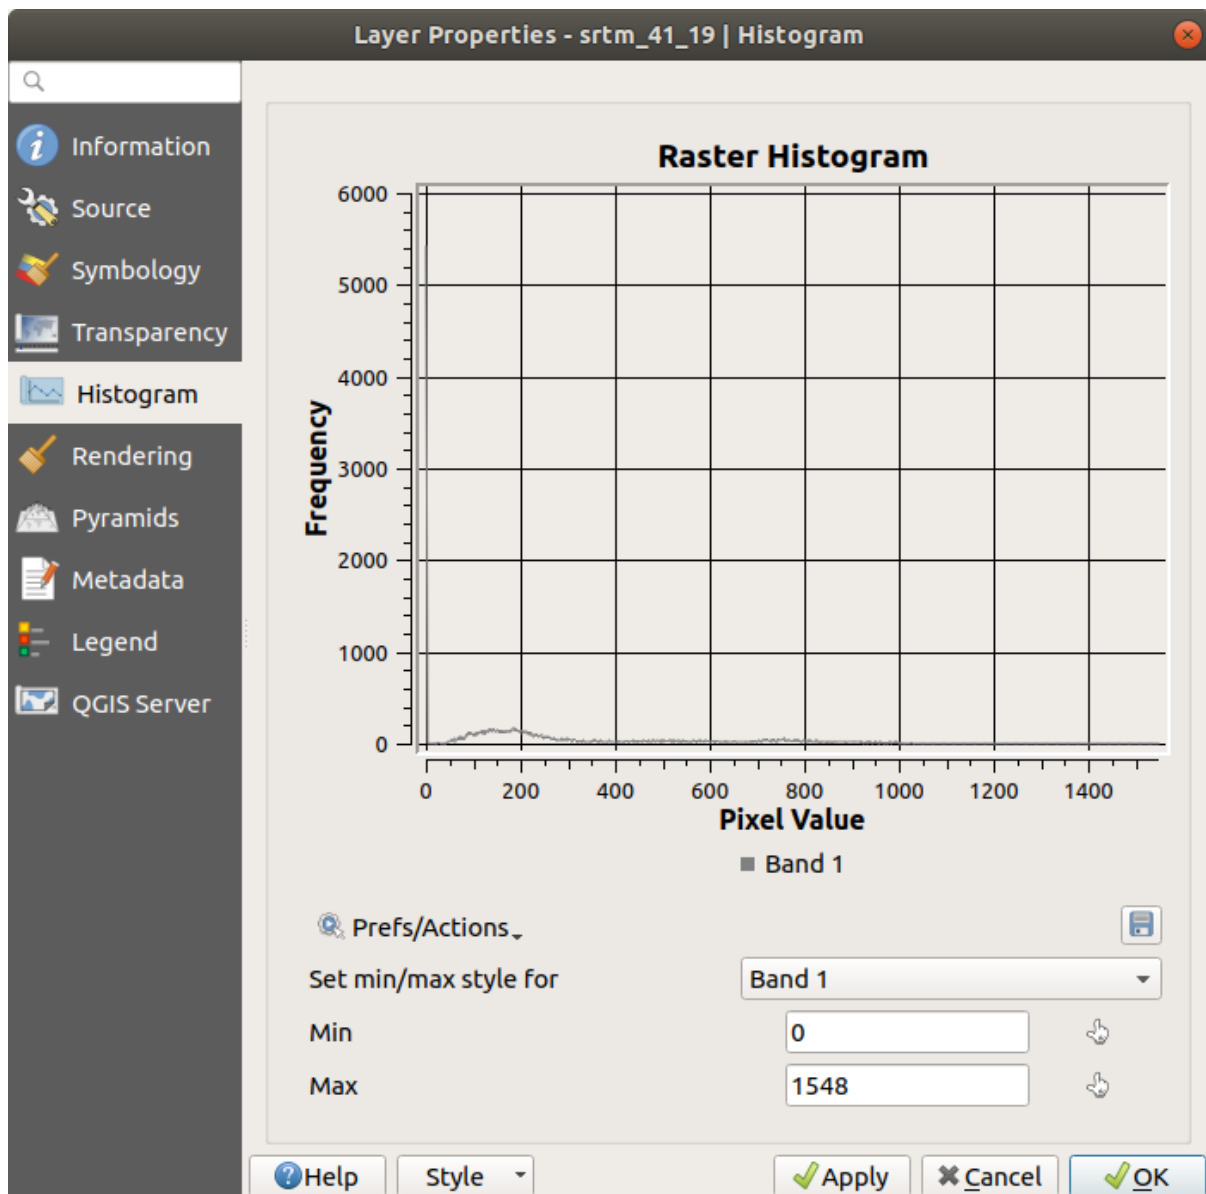 Layer Properties - srtm_41_19 | Histogram
Information
Source
Symbology
Transparency
Histogram
Rendering
Pyramids
Metadata
Legend
QGIS Server
Raster Histogram
Frequency
6000
5000
4000
3000
2000
1000
0
0 200 400 600 800 1000 1200 1400
Pixel Value
Band 1
Prefs/Actions
Set min/max style for Band 1
Min 0
Max 1548
Help Style Apply Cancel OK